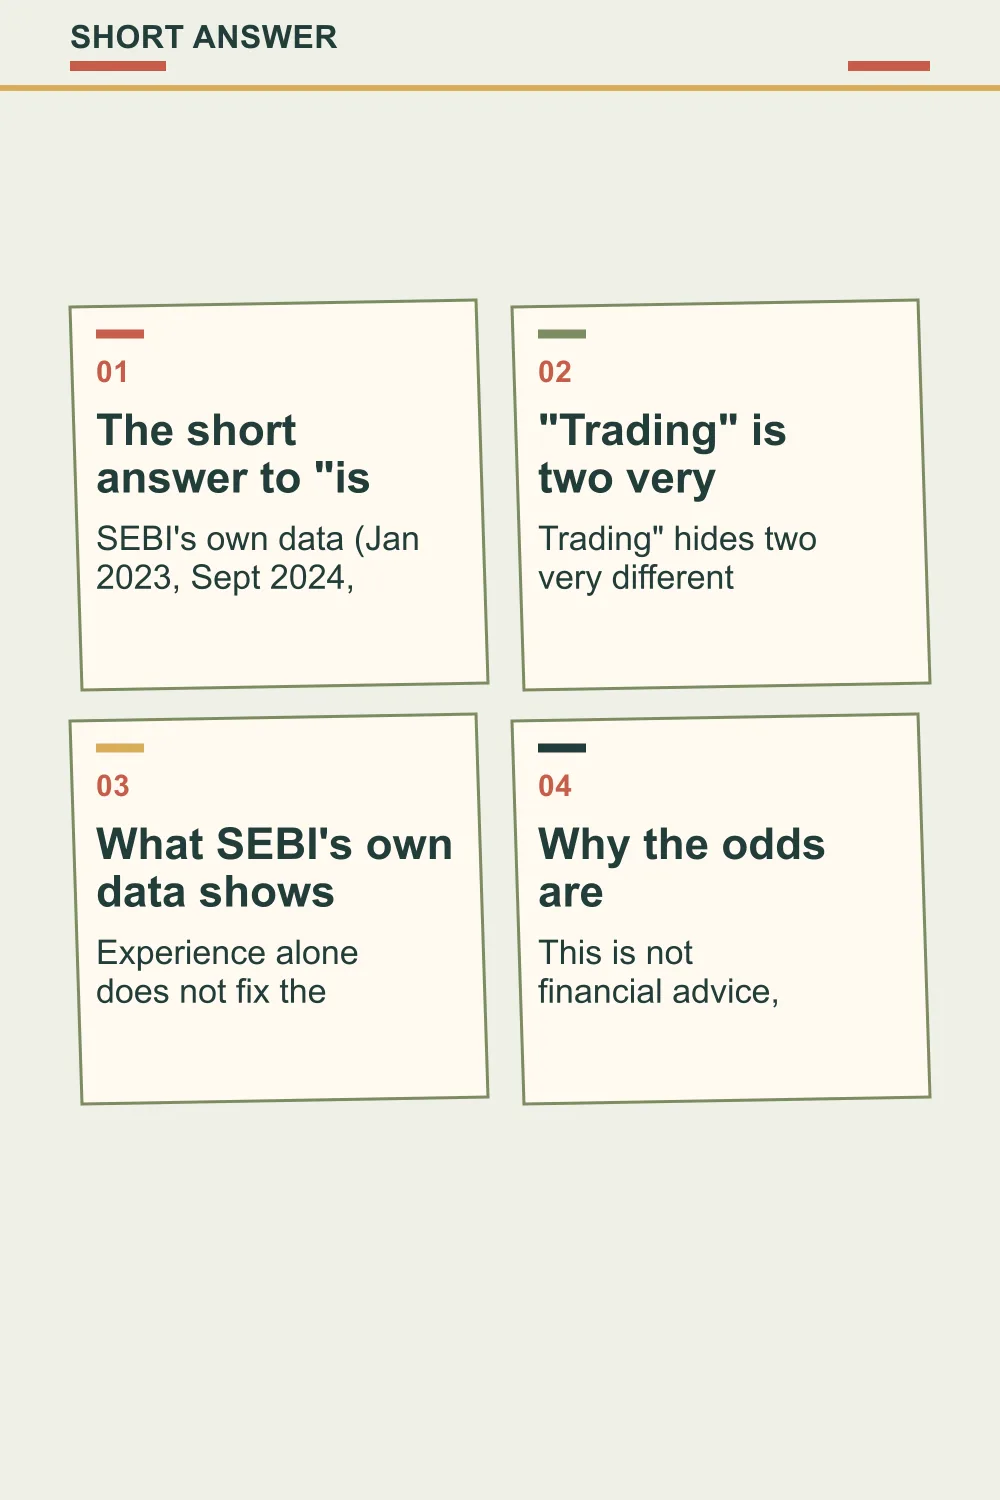 SHORT ANSWER
01
The short
answer to "is
SEBI's own data (Jan
2023, Sept 2024,
02
"Trading" is
two very
Trading" hides two
very different
03
What SEBI's own
data shows
Experience alone
does not fix the
04
Why the odds
are
This is not
financial advice,